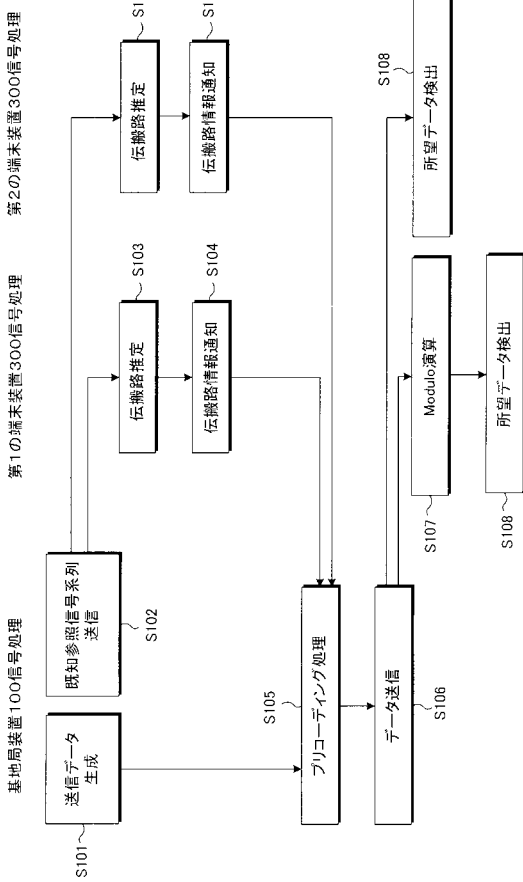 基地局装置100信号処理
第1の端末装置300信号処理
第2の端末装置300信号処理
送信データ
生成
S101
既知参照信号系列
送信
S102
伝搬路推定
S103
伝搬路情報通知
S104
伝搬路推定
S1
伝搬路情報通知
S1
プリコーディング処理
S105
データ送信
S106
Modulo演算
S107
所望データ検出
S108
所望データ検出
S108